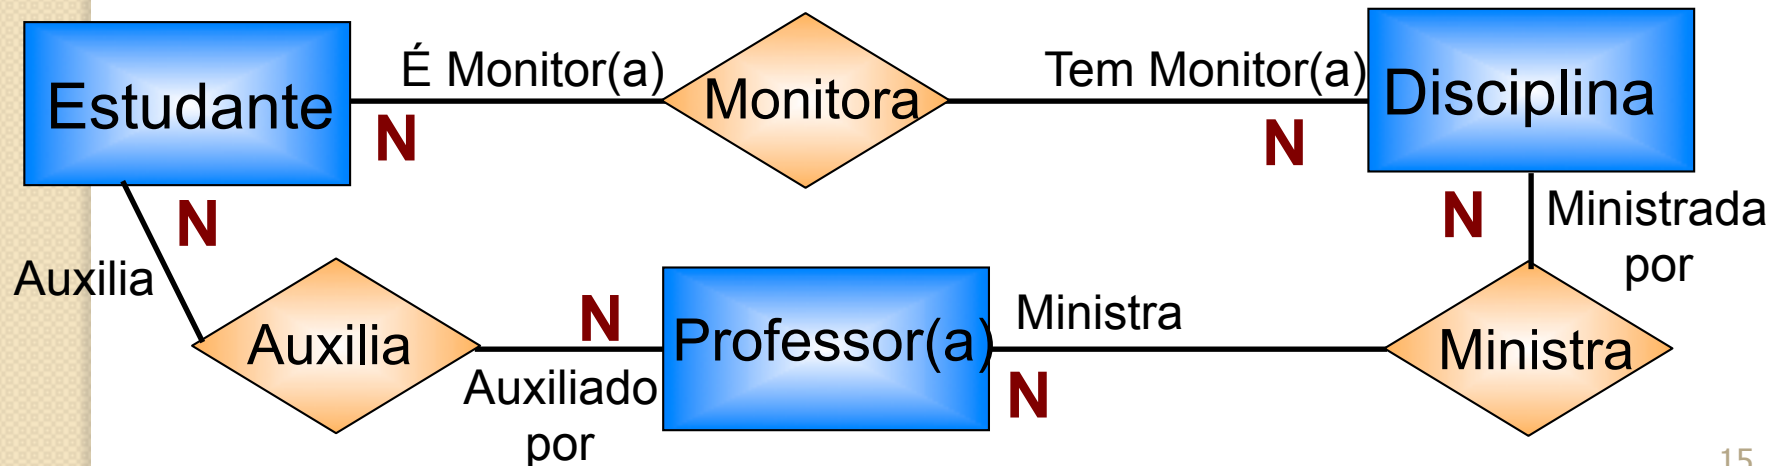 É Monitor(a)
Tem Monitor(a)
Estudante
Monitora
Disciplina
N
N
N
N
Ministrada
por
Auxilia
Auxilia
N
Professor(a)
Ministra
Ministra
Auxiliado
por
N
15